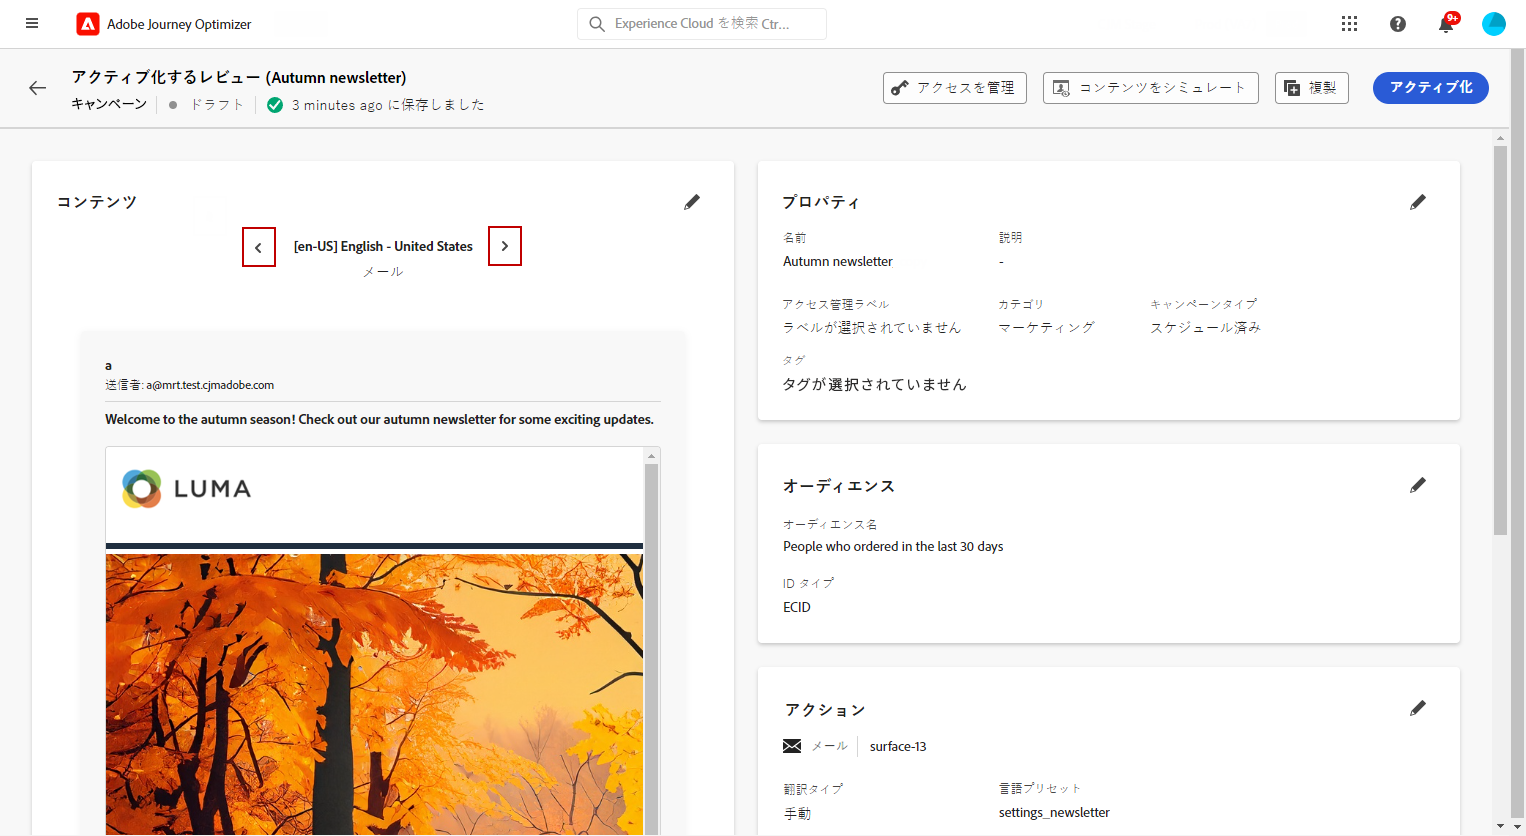 Adobe Journey Optimizer
Experience Cloud を検索 Ctr...
9+
アクティブ化するレビュー (Autumn newsletter)
キャンペーン ドラフト 3 minutes ago に保存しました
アクセスを管理 コンテンツをシミュレート 複製 アクティブ化
コンテンツ
[en-US] English - United States
メール
a
送信者: a@mrt.test.cjmadobe.com
Welcome to the autumn season! Check out our autumn newsletter for some exciting updates.
LUMA
プロパティ
名前 説明
Autumn newsletter -
アクセス管理ラベル カテゴリ キャンペーンタイプ
ラベルが選択されていません マーケティング スケジュール済み
タグ
タグが選択されていません
オーディエンス
オーディエンス名
People who ordered in the last 30 days
ID タイプ
ECID
アクション
メール surface-13
翻訳タイプ 言語プリセット
手動 settings_newsletter